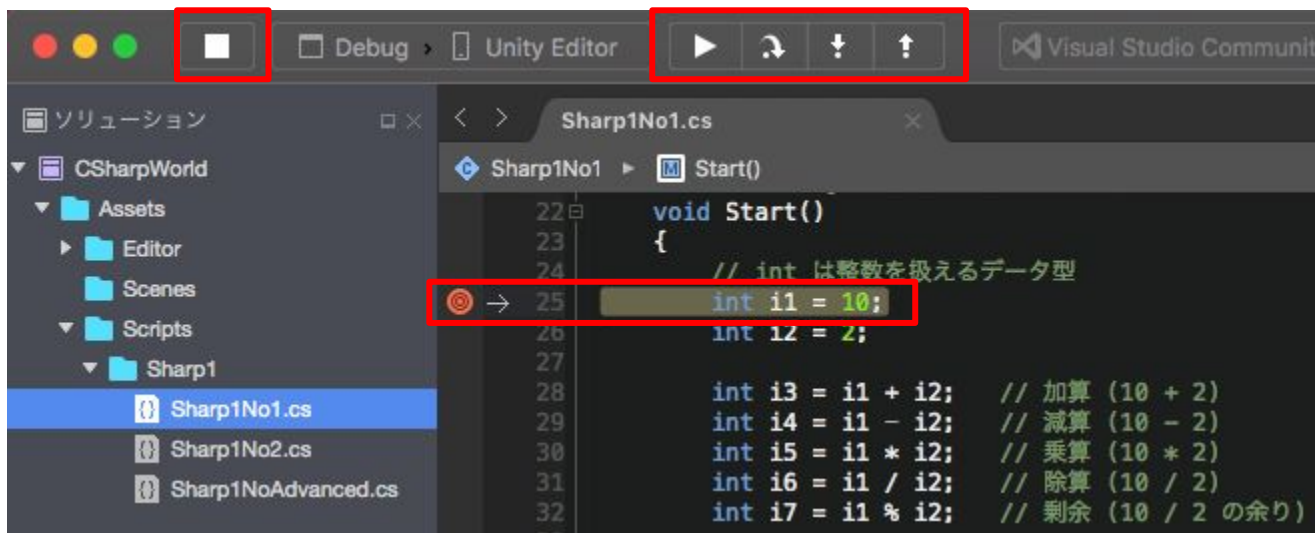 Debug › Unity Editor
Visual Studio Communit
ソリューション
Sharp1No1.cs
CSharpWorld
Sharp1No1 ▸ Start()
Assets
Editor
Scenes
Scripts
Sharp1
Sharp1No1.cs
Sharp1No2.cs
Sharp1NoAdvanced.cs
22 void Start()
23 {
24 // int は整数を扱えるデータ型
25 int i1 = 10;
26 int i2 = 2;
27
28 int i3 = i1 + i2; // 加算 (10 + 2)
29 int i4 = i1 - i2; // 減算 (10 - 2)
30 int i5 = i1 * i2; // 乗算 (10 * 2)
31 int i6 = i1 / i2; // 除算 (10 / 2)
32 int i7 = i1 % i2; // 剰余 (10 / 2 の余り)